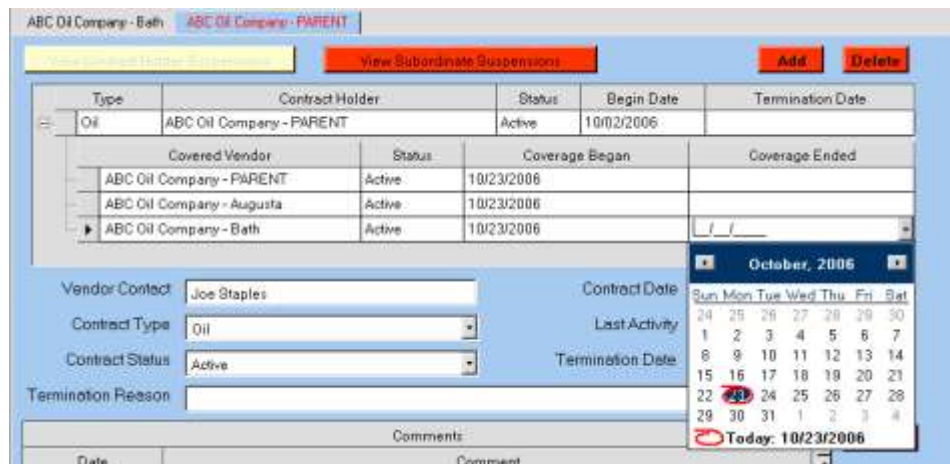 ABC Oil Company - Bath ABC Oil Company - PARENT
View Subordinate Suspensions Add Delete
Type Contract Holder Status Begin Date Termination Date
Oil ABC Oil Company - PARENT Active 10/02/2006
Covered Vendor Status Coverage Began Coverage Ended
ABC Oil Company - PARENT Active 10/23/2006
ABC Oil Company - Augusta Active 10/23/2006
ABC Oil Company - Bath Active 10/23/2006 _/_/____
October, 2006
Vendor Contact Joe Staples Contract Date
Sun Mon Tue Wed Thu Fri Sat
24 25 26 27 28 29 30
Contract Type Oil Last Activity
1 2 3 4 5 6 7
8 9 10 11 12 13 14
Contract Status Active Termination Date
15 16 17 18 19 20 21
Termination Reason
22 23 24 25 26 27 28
29 30 31 1 2 3 4
Comments
Today: 10/23/2006
Date Comment